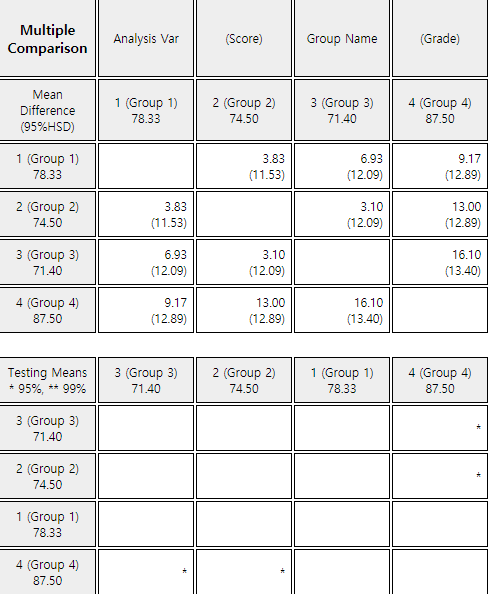 Multiple Comparison Analysis Var (Score) Group Name (Grade)
Mean Difference (95%HSD) 1 (Group 1) 78.33 2 (Group 2) 74.50 3 (Group 3) 71.40 4 (Group 4) 87.50
1 (Group 1) 78.33 3.83 (11.53) 6.93 (12.09) 9.17 (12.89)
2 (Group 2) 74.50 3.83 (11.53) 3.10 (12.09) 13.00 (12.89)
3 (Group 3) 71.40 6.93 (12.09) 3.10 (12.09) 16.10 (13.40)
4 (Group 4) 87.50 9.17 (12.89) 13.00 (12.89) 16.10 (13.40)
Testing Means * 95%, ** 99% 3 (Group 3) 71.40 2 (Group 2) 74.50 1 (Group 1) 78.33 4 (Group 4) 87.50
3 (Group 3) 71.40 *
2 (Group 2) 74.50 *
1 (Group 1) 78.33
4 (Group 4) 87.50 * *